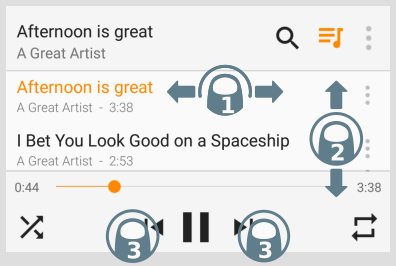 Afternoon is great
A Great Artist
Afternoon is great
A Great Artist - 3:38
1
I Bet You Look Good on a Spaceship
A Great Artist - 2:53
2
0:44 3:38
3 3